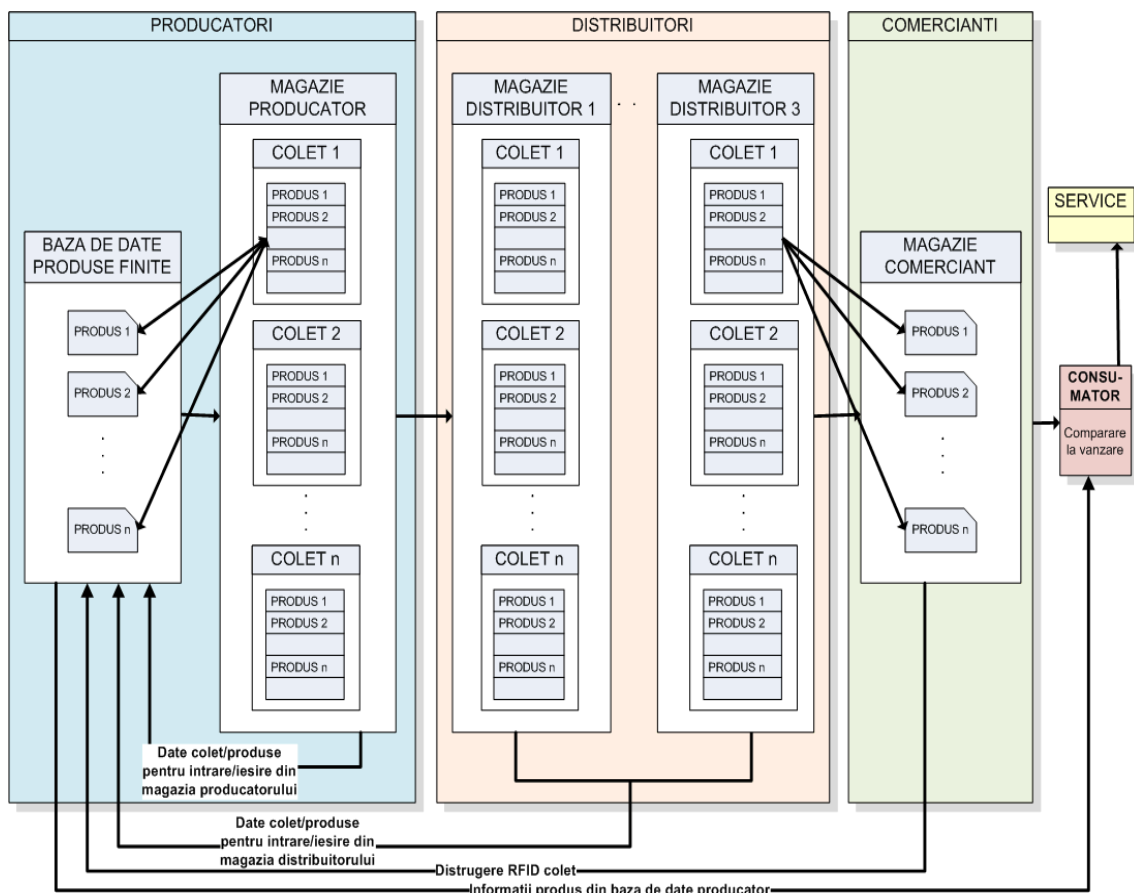 PRODUCATORI
DISTRIBUITORI
COMERCIANTI
MAGAZIE
PRODUCATOR
MAGAZIE
DISTRIBUITOR 1
. .
MAGAZIE
DISTRIBUITOR 3
COLET 1
PRODUS 1
PRODUS 2
PRODUS n
COLET 2
PRODUS 1
PRODUS 2
PRODUS n
COLET n
PRODUS 1
PRODUS 2
PRODUS n
COLET 1
PRODUS 1
PRODUS 2
PRODUS n
COLET 2
PRODUS 1
PRODUS 2
PRODUS n
COLET n
PRODUS 1
PRODUS 2
PRODUS n
COLET 1
PRODUS 1
PRODUS 2
PRODUS n
COLET 2
PRODUS 1
PRODUS 2
PRODUS n
COLET n
PRODUS 1
PRODUS 2
PRODUS n
BAZA DE DATE
PRODUSE FINITE
PRODUS 1
PRODUS 2
PRODUS n
MAGAZIE
COMERCIANT
PRODUS 1
PRODUS 2
PRODUS n
SERVICE
CONSU-
MATOR
Comparare
la vanzare
Date colet/produse
pentru intrare/iesire din
magazia producatorului
Date colet/produse
pentru intrare/iesire din
magazia distribuitorului
Distrugere RFID colet
Informatii produs din baza de date producator